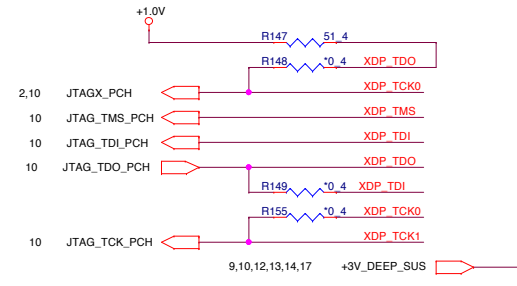 +1.0V
R147 51_4
R148 *0_4 XDP_TDO
2,10 JTAGX_PCH XDP_TCK0
10 JTAG_TMS_PCH XDP_TMS
10 JTAG_TDI_PCH XDP_TDI
10 JTAG_TDO_PCH XDP_TDO
R149 *0_4 XDP_TDI
R155 *0_4 XDP_TCK0
10 JTAG_TCK_PCH XDP_TCK1
9,10,12,13,14,17 +3V_DEEP_SUS